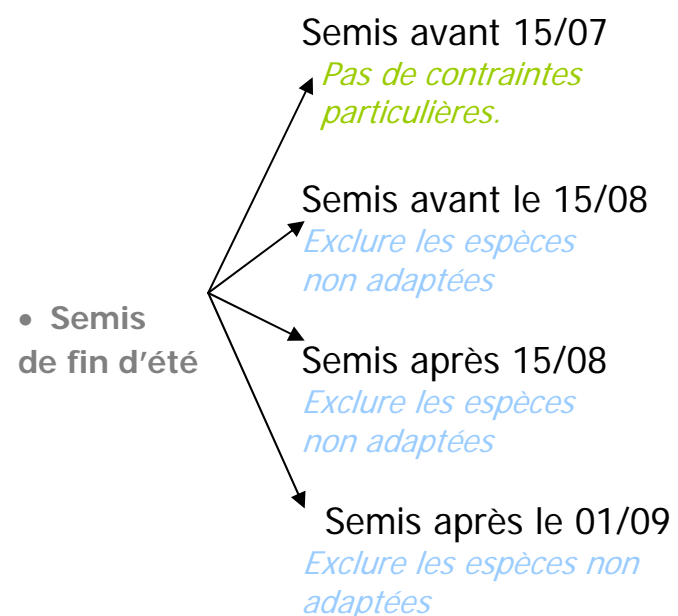 Semis avant 15/07
Pas de contraintes
particulières.
Semis avant le 15/08
Exclure les espèces
non adaptées
• Semis
de fin d'été
Semis après 15/08
Exclure les espèces
non adaptées
Semis après le 01/09
Exclure les espèces non
adaptées